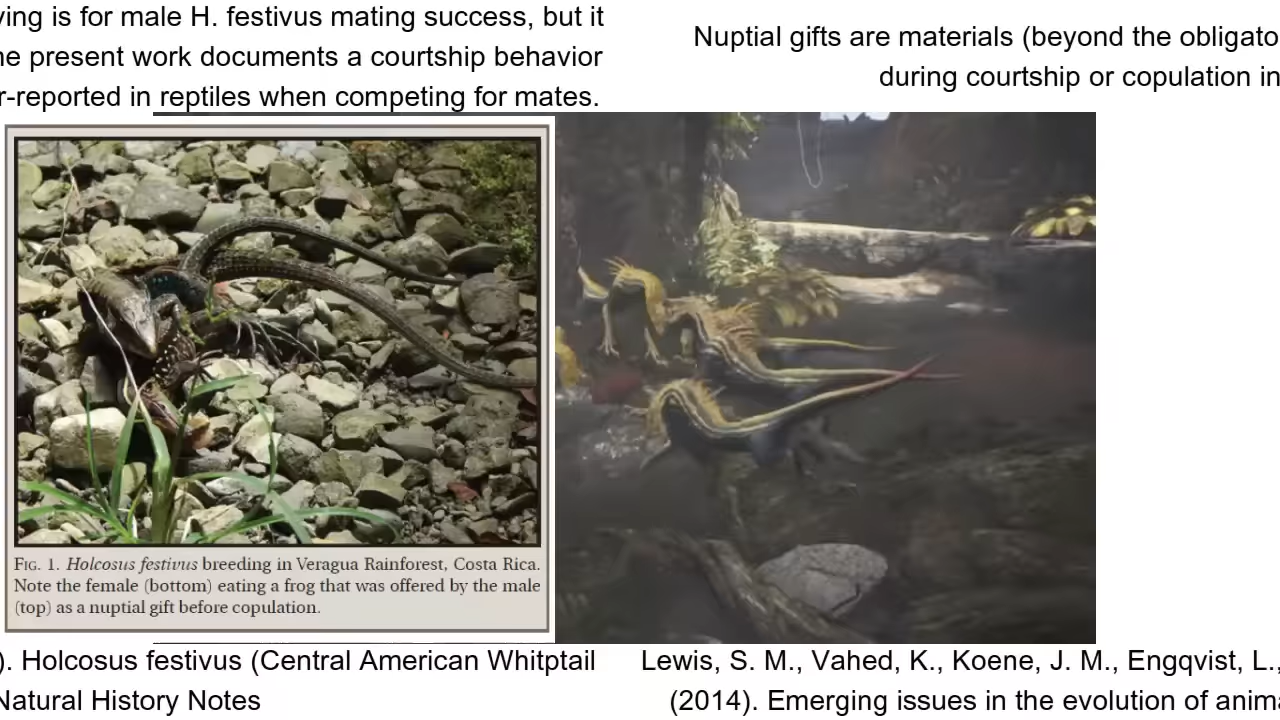 ving is for male H. festivus mating success, but it
ne present work documents a courtship behavior
r-reported in reptiles when competing for mates.
Nuptial gifts are materials (beyond the obligato
during courtship or copulation in
FIG. 1. Holcosus festivus breeding in Veragua Rainforest, Costa Rica.
Note the female (bottom) eating a frog that was offered by the male
(top) as a nuptial gift before copulation.
). Holcosus festivus (Central American Whiptail
Natural History Notes
Lewis, S. M., Vahed, K., Koene, J. M., Engqvist, L.,
(2014). Emerging issues in the evolution of anima